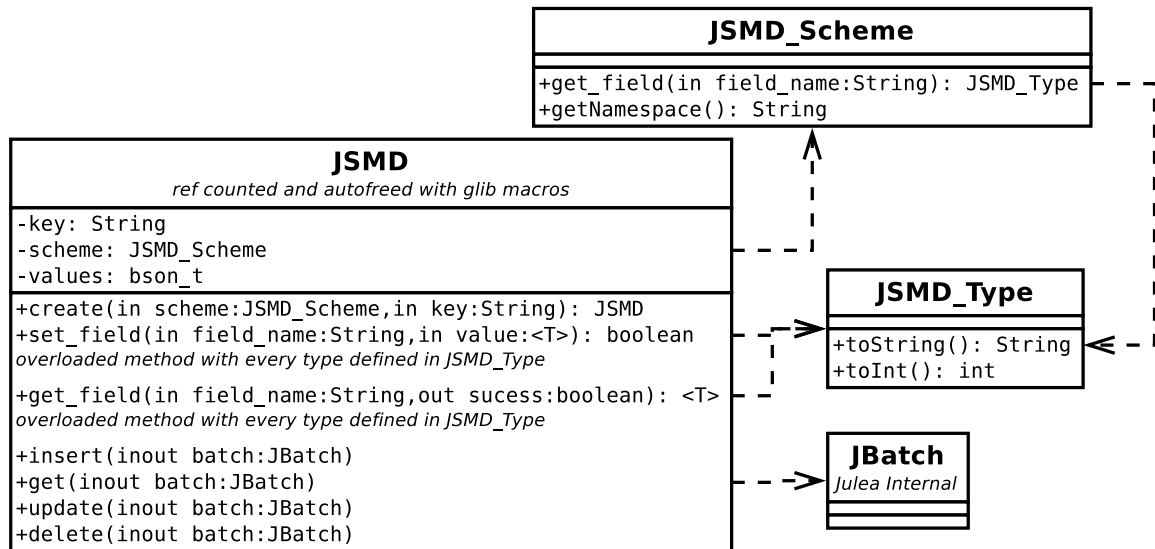 JSMD_Scheme
+get_field(in field_name:String): JSMD_Type
+getNamespace(): String
JSMD
ref counted and autofreed with glib macros
-key: String
-scheme: JSMD_Scheme
-values: bson_t
+create(in scheme:JSMD_Scheme,in key:String): JSMD
+set_field(in field_name:String,in value:<T>): boolean
overloaded method with every type defined in JSMD_Type
+get_field(in field_name:String,out sucess:boolean): <T>
overloaded method with every type defined in JSMD_Type
+insert(inout batch:JBatch)
+get(inout batch:JBatch)
+update(inout batch:JBatch)
+delete(inout batch:JBatch)
JSMD_Type
+toString(): String
+toInt(): int
JBatch
Julea Internal